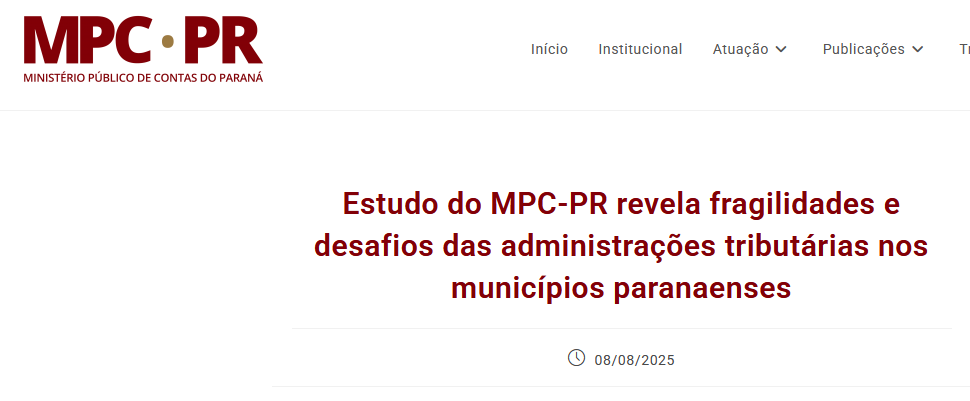 MPC • PR
MINISTÉRIO PÚBLICO DE CONTAS DO PARANÁ
Início Institucional Atuação Publicações
Estudo do MPC-PR revela fragilidades e
desafios das administrações tributárias nos
municípios paranaenses
08/08/2025